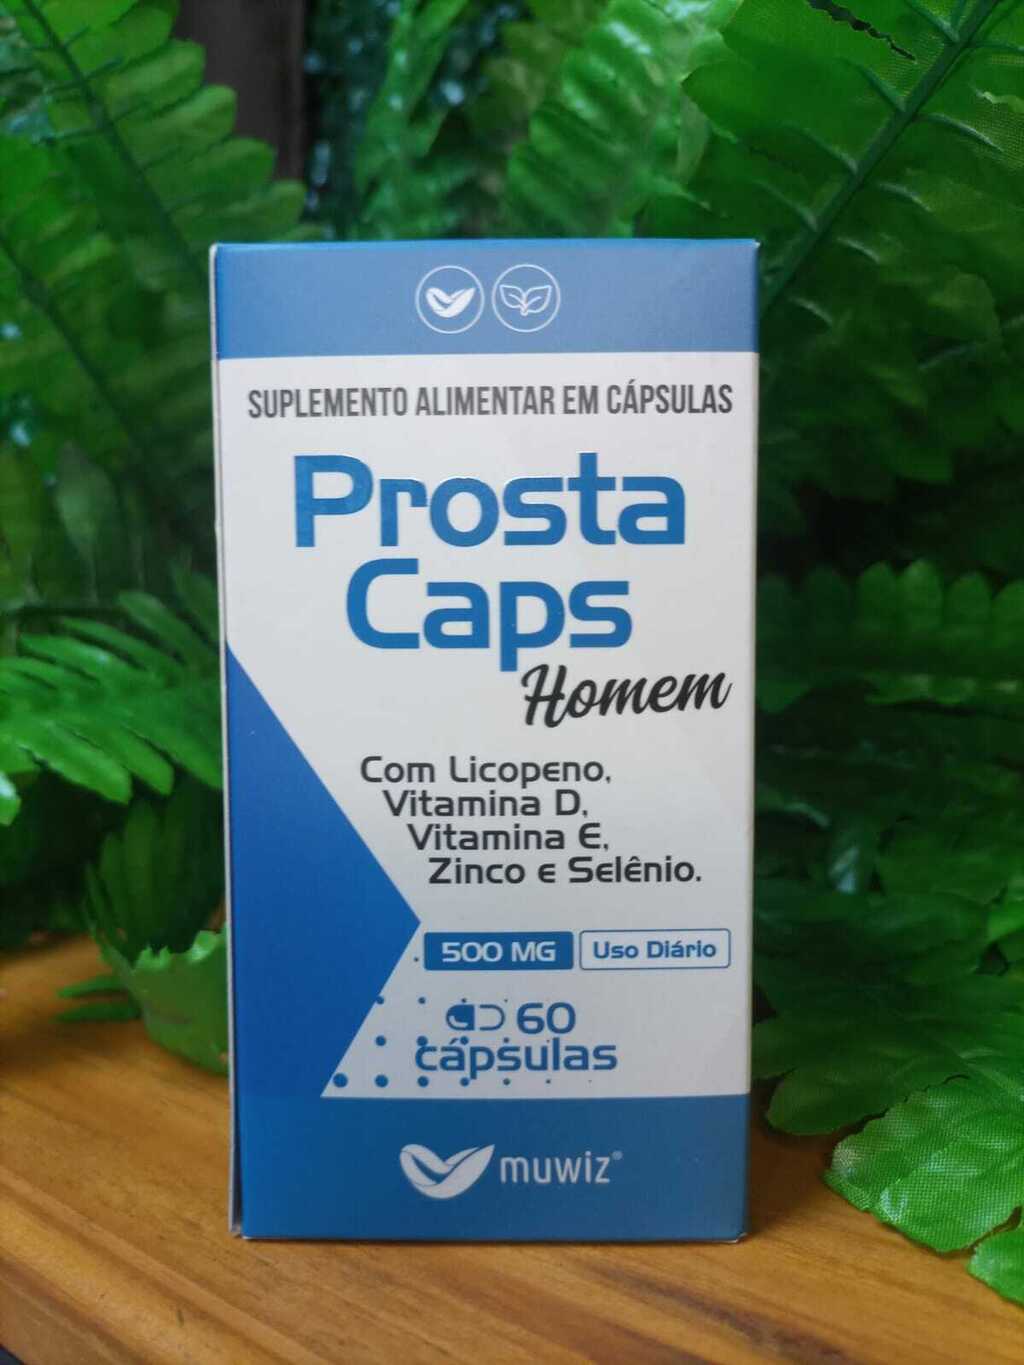 SUPLEMENTO ALIMENTAR EM CÁPSULAS
Prosta
Caps
Homem
Com Licopeno,
Vitamina D,
Vitamina E,
Zinco e Selênio.
500 MG Uso Diário
60
cápsulas
muwiz®